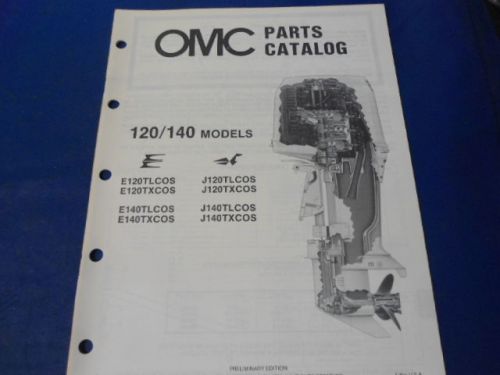 OMC PARTS CATALOG
120/140 MODELS
E120TLCOS J120TLCOS
E120TXCOS J120TXCOS
E140TLCOS J140TLCOS
E140TXCOS J140TXCOS
PRELIMINARY EDITION